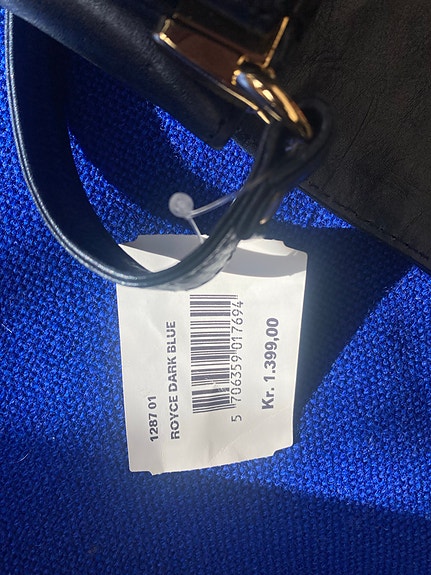 1287 01
ROYCE DARK BLUE
5 706359 017694
Kr. 1.399,00